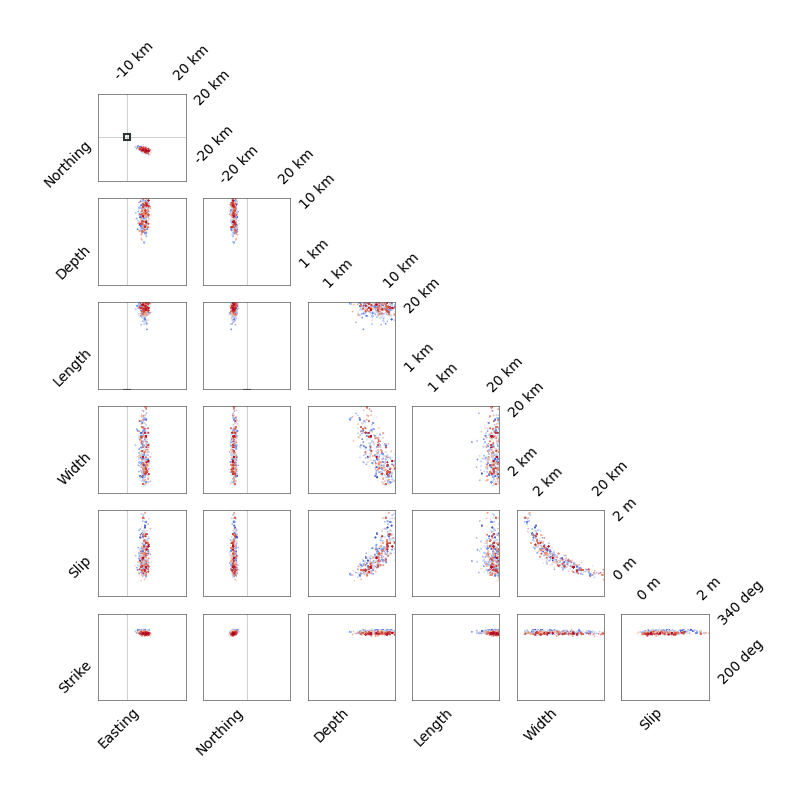 -10 km
20 km
20 km
-20 km
Northing
-20 km
20 km
10 km
1 km
Depth
1 km
10 km
20 km
1 km
Length
1 km
20 km
20 km
2 km
Width
2 km
20 km
2 m
0 m
Slip
0 m
2 m
340 deg
200 deg
Strike
Easting
Northing
Depth
Length
Width
Slip